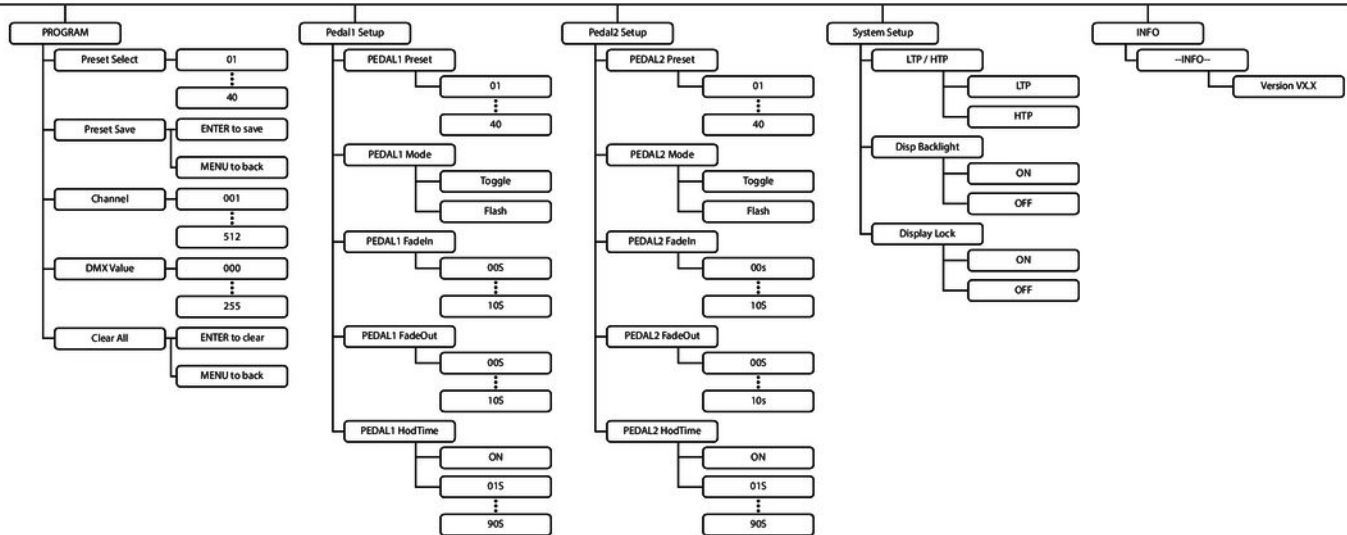 PROGRAM
Preset Select
01
40
Preset Save
ENTER to save
MENU to back
Channel
001
512
DMX Value
000
255
Clear All
ENTER to clear
MENU to back
Pedal1 Setup
PEDAL1 Preset
01
40
PEDAL1 Mode
Toggle
Flash
PEDAL1 FadeIn
00S
10S
PEDAL1 FadeOut
00S
10S
PEDAL1 HodTime
ON
01S
90S
Pedal2 Setup
PEDAL2 Preset
01
40
PEDAL2 Mode
Toggle
Flash
PEDAL2 FadeIn
00s
10S
PEDAL2 FadeOut
00S
10s
PEDAL2 HodTime
ON
01S
90S
System Setup
LTP / HTP
LTP
HTP
Disp Backlight
ON
OFF
Display Lock
ON
OFF
INFO
--INFO--
Version VX.X